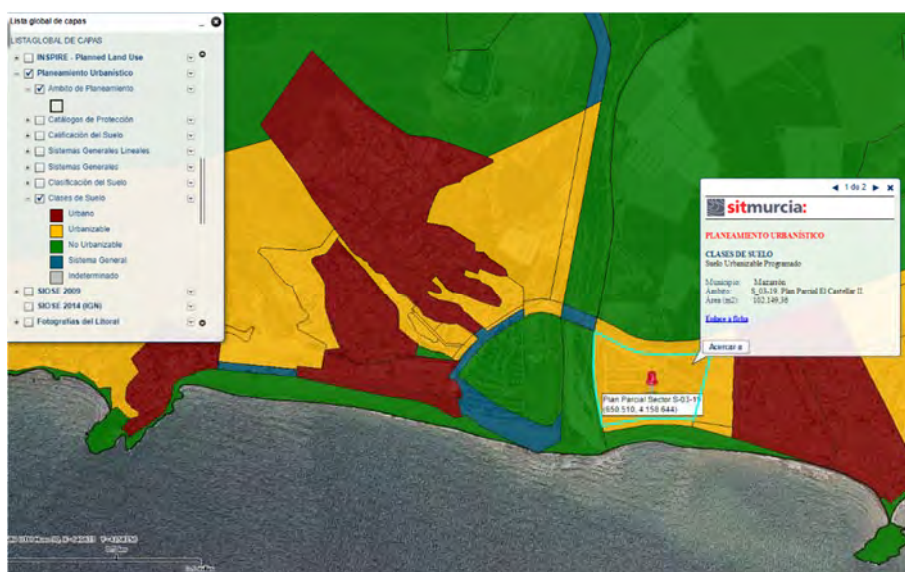 Lista global de capas
LISTAGLOBAL DE CAPAS
INSPIRE - Planned Land Use
Planeamiento Urbanístico
Ámbito de Planeamiento
Catálogos de Protección
Calificación del Suelo
Sistemas Generales Lineales
Sistemas Generales
Clasificación del Suelo
Clases de Suelo
Urbano
Urbanizable
No Urbanizable
Sistema General
Indeterminado
SIOSE 2009
SIOSE 2014 (IGN)
Fotografías del Litoral
1 de 2
sitmurcia:
PLANEAMIENTO URBANÍSTICO
CLASES DE SUELO
Suelo Urbanizable Programado
Municipio: Mazarrón
Ámbito: S_03-19. Plan Parcial El Castellar II.
Área (m2): 102.149,36
Enlace a ficha
Acercar a
Plan Parcial Sector S-03-19
(650.510, 4.158.644)